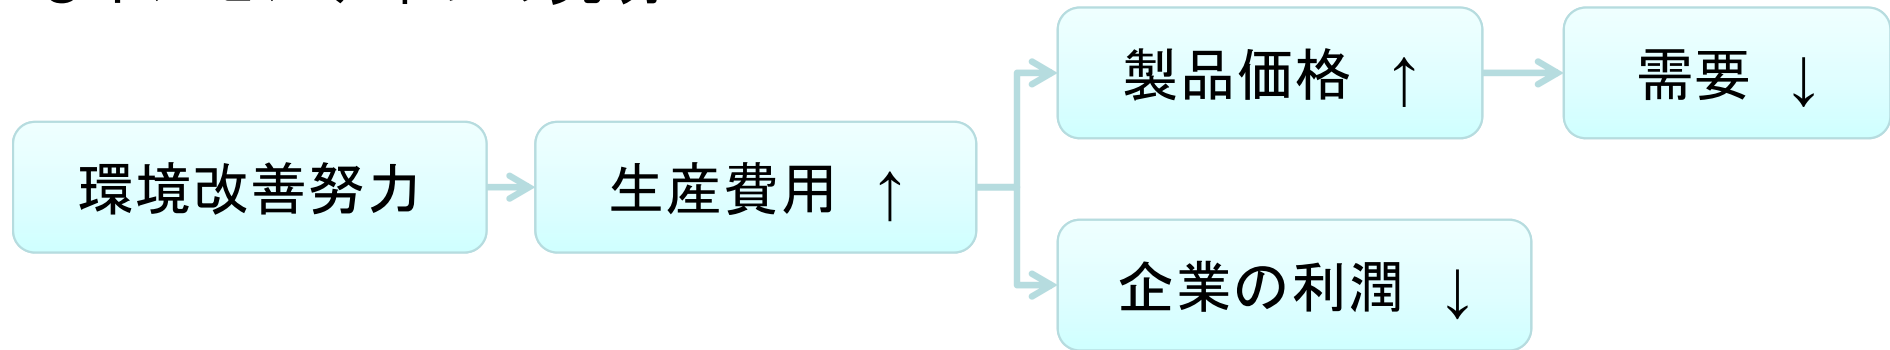 環境改善努力
生産費用 ↑
製品価格 ↑
需要 ↓
企業の利潤 ↓